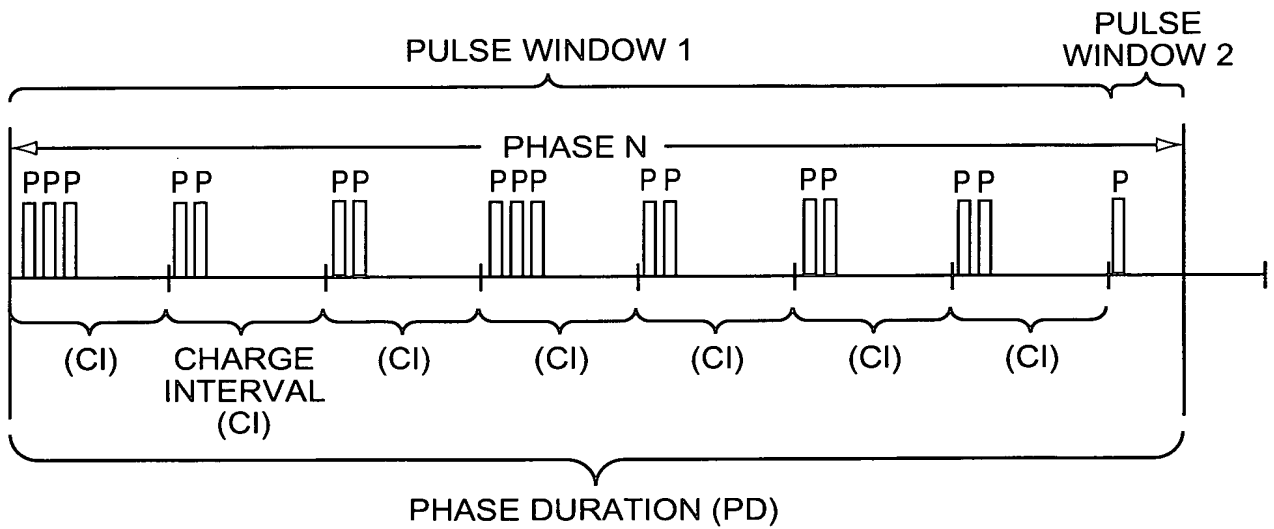 PULSE WINDOW 1
PULSE
WINDOW 2
PHASE N
PPP
P P
PP
PPP
P P
PP
P P
P
(CI)
CHARGE
INTERVAL
(CI)
(CI)
(CI)
(CI)
(CI)
(CI)
PHASE DURATION (PD)